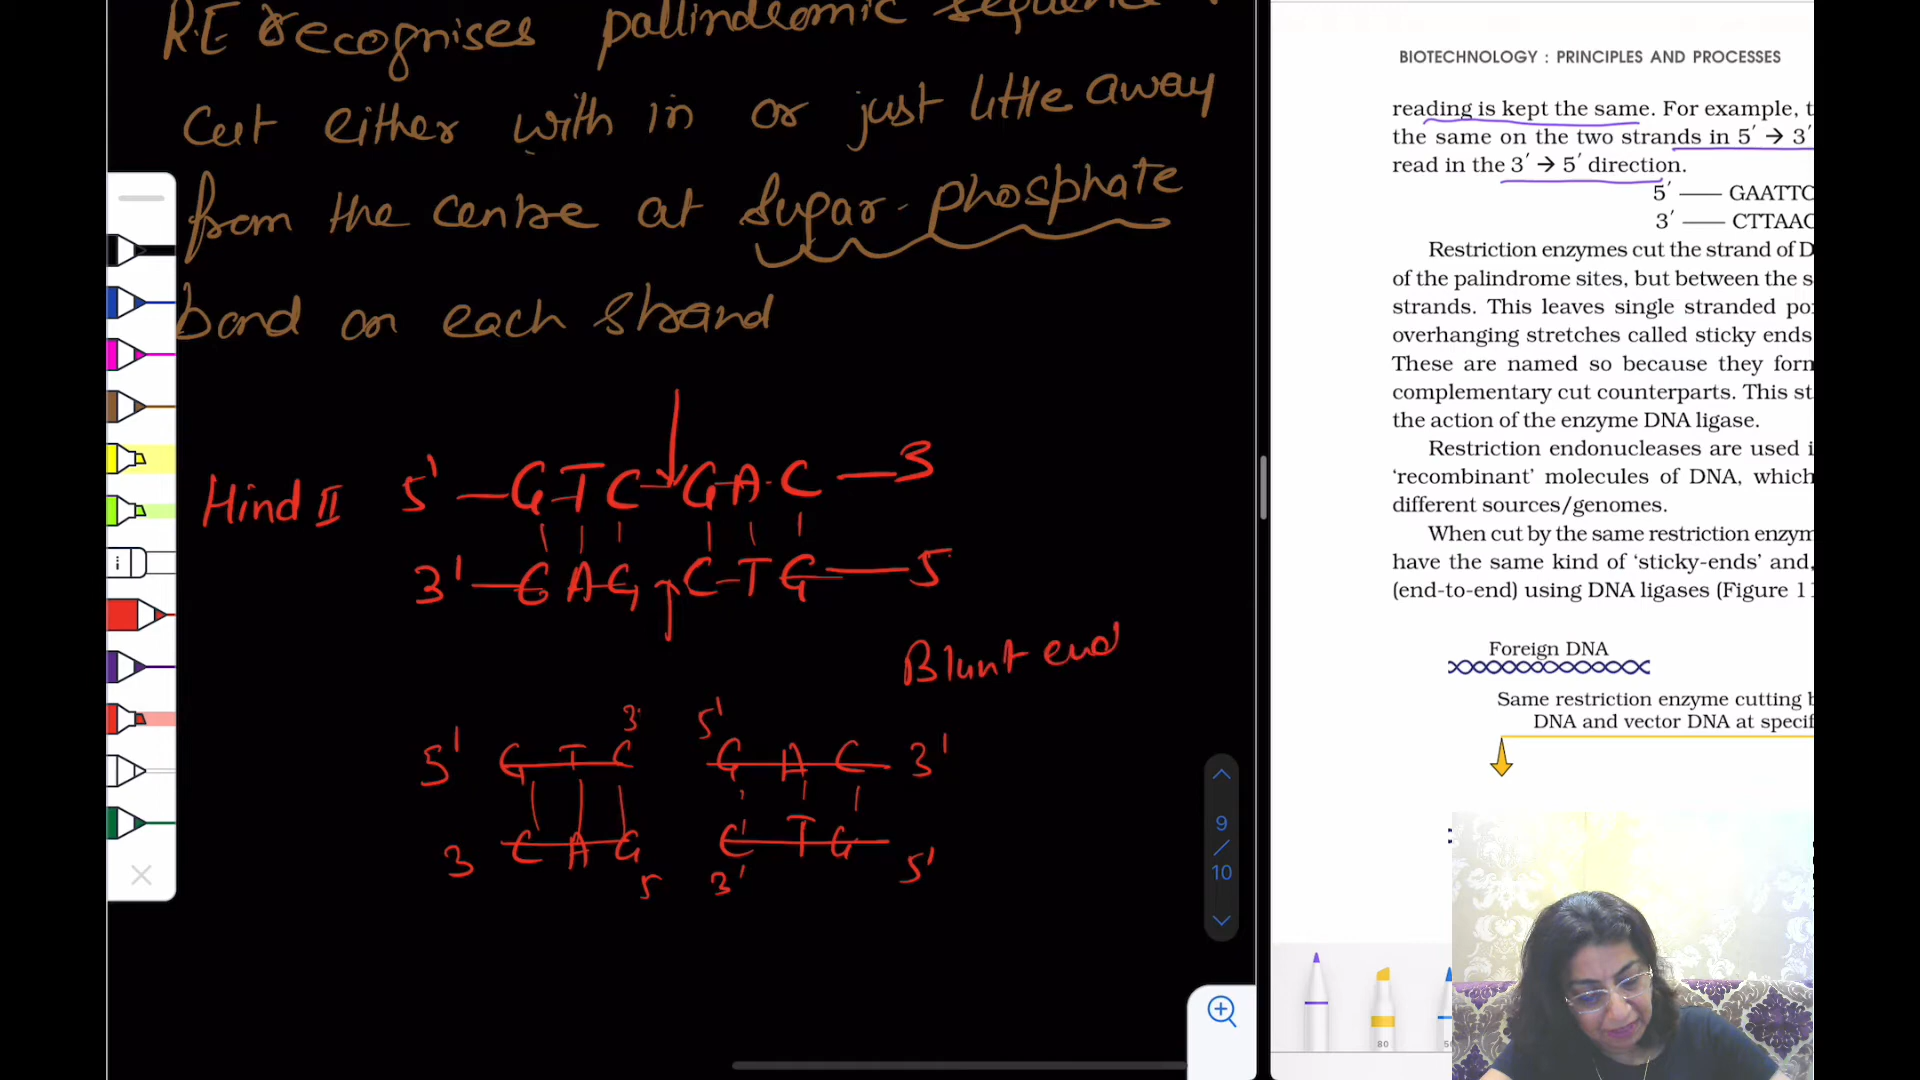 RE recognises pallindromic sequence
cut either with in or just little away
from the centre at sugar-phosphate
bond on each strand
Hind II 5' — G-T C G A C — 3
3' — C A G C-T G — 5
Blunt end
3' 5'
5' G T C G A C 3'
3 C A G C T G 5'
5 3'
9
/
10
BIOTECHNOLOGY : PRINCIPLES AND PROCESSES
reading is kept the same. For example, t
the same on the two strands in 5′ → 3′
read in the 3′ → 5′ direction.
5′ —— GAATTC
3′ —— CTTAAG
Restriction enzymes cut the strand of D
of the palindrome sites, but between the s
strands. This leaves single stranded po
overhanging stretches called sticky ends
These are named so because they form
complementary cut counterparts. This st
the action of the enzyme DNA ligase.
Restriction endonucleases are used i
‘recombinant’ molecules of DNA, which
different sources/genomes.
When cut by the same restriction enzym
have the same kind of ‘sticky-ends’ and,
(end-to-end) using DNA ligases (Figure 11
Foreign DNA
Same restriction enzyme cutting b
DNA and vector DNA at specif
80